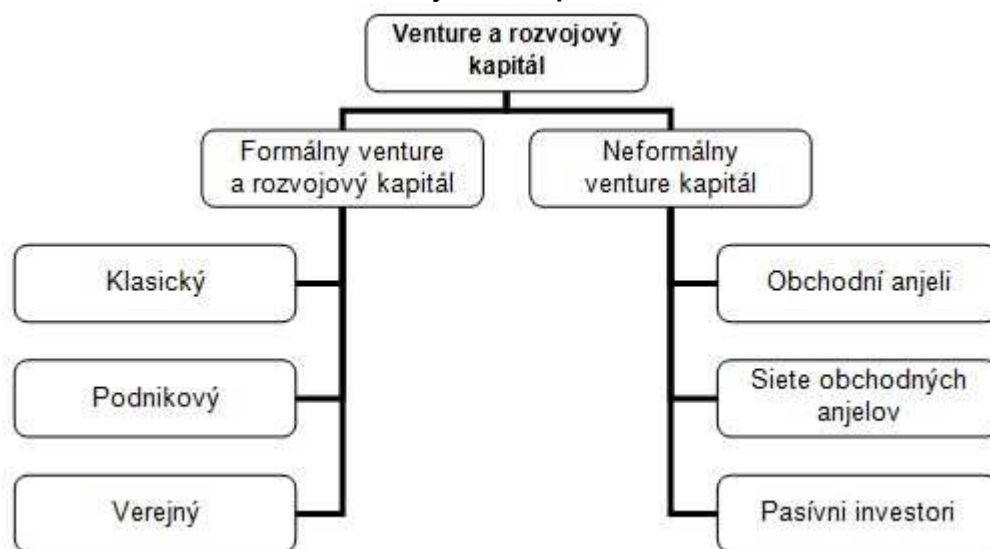 Venture a rozvojový
kapitál
Formálny venture
a rozvojový kapitál
Neformálny
venture kapitál
Klasický
Obchodní anjeli
Podnikový
Siete obchodných
anjelov
Verejný
Pasívni investori